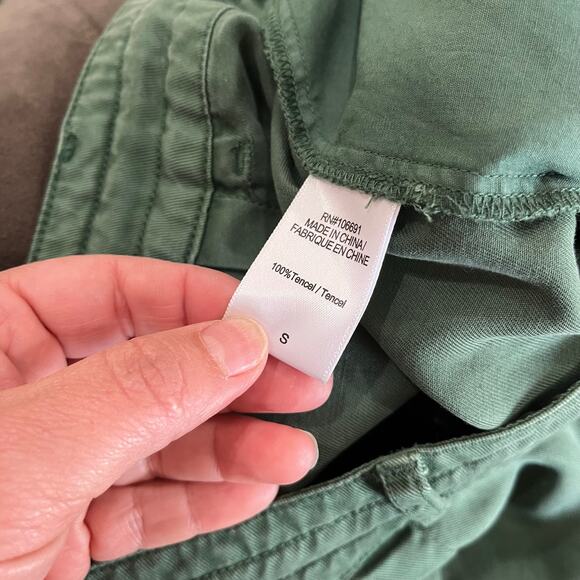 RN#106691
MADE IN CHINA/
FABRIQUE EN CHINE
100%Tencel / Tencel
S